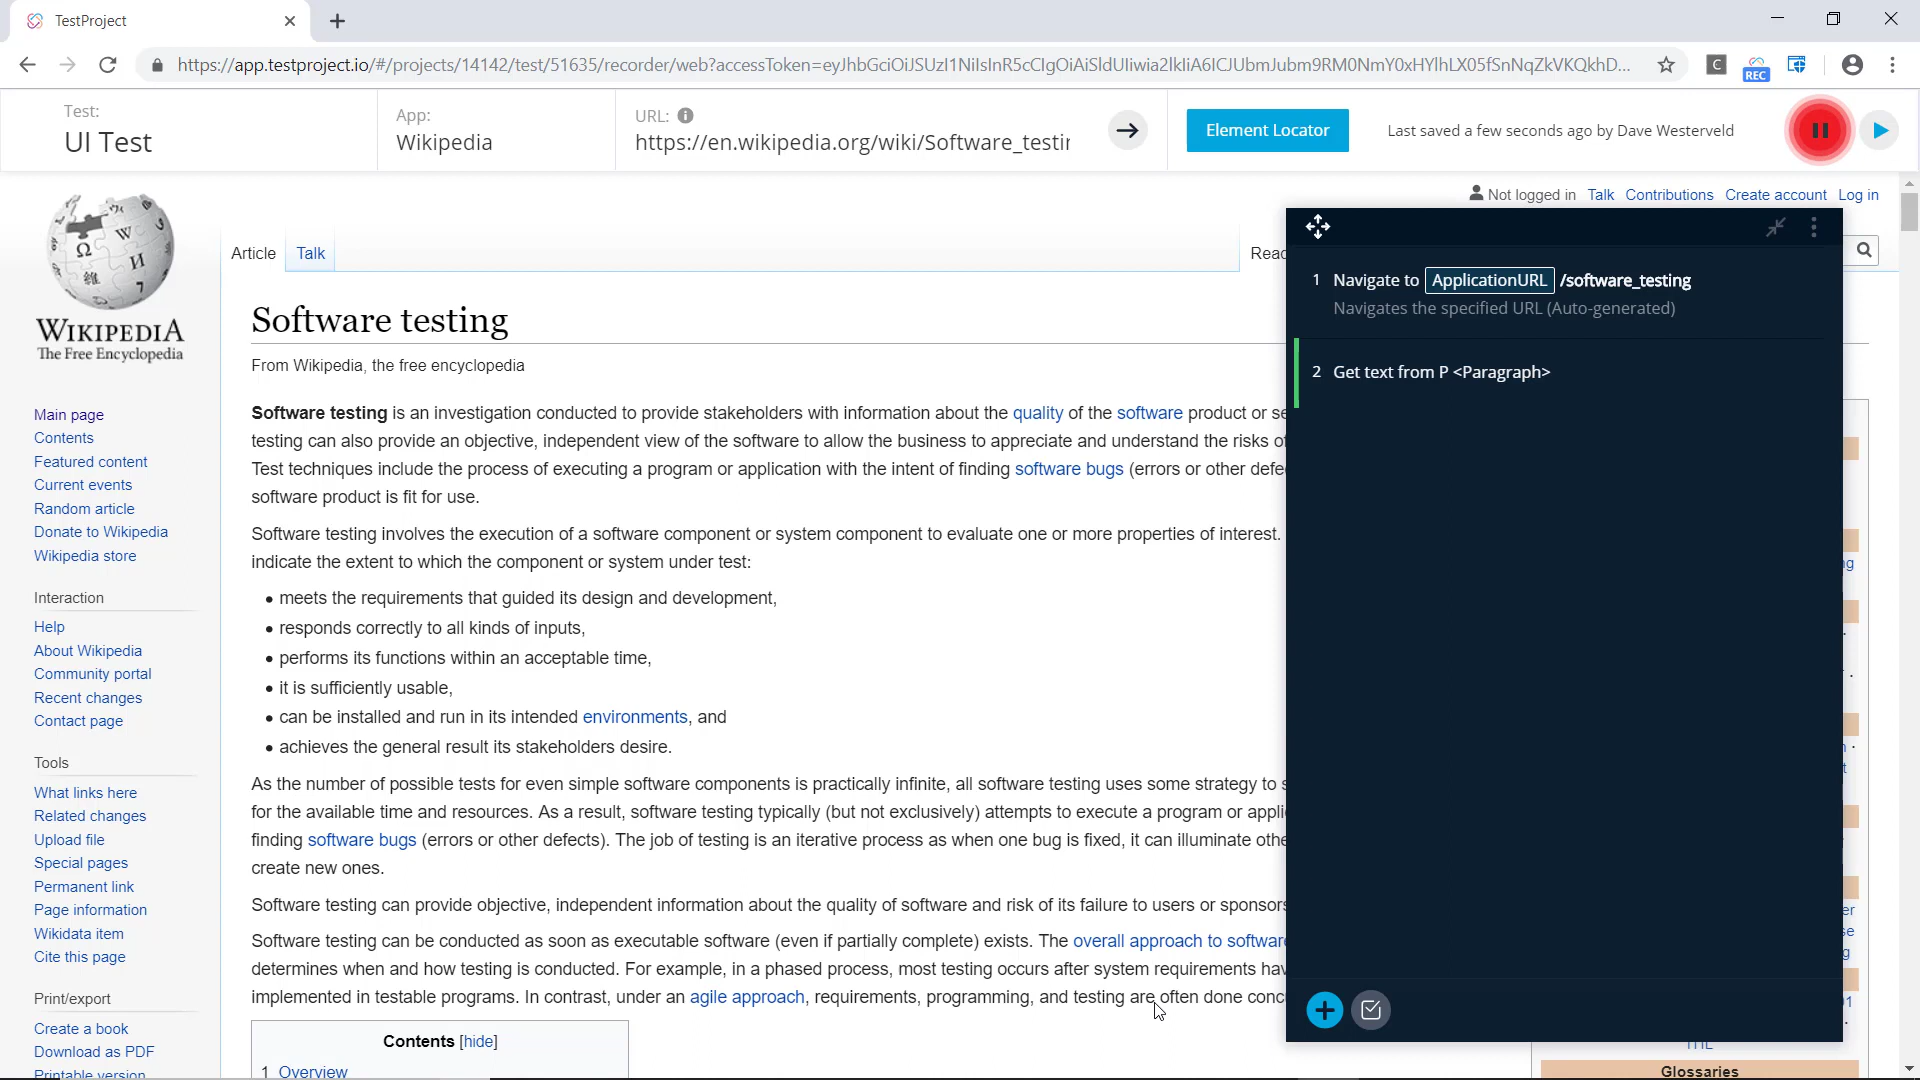 TestProject
https://app.testproject.io/#/projects/14142/test/51635/recorder/web?accessToken=
REC
Test:
UI Test
App:
Wikipedia
URL:
https://en.wikipedia.org/wiki/Software_testir
Element Locator
Last saved a few seconds ago by Dave Westerveld
WIKIPEDIA
The Free Encyclopedia
Not logged in Talk Contributions Create account Log in
Article Talk
Read
Software testing
From Wikipedia, the free encyclopedia
Software testing is an investigation conducted to provide stakeholders with information about the quality of the software product or se
testing can also provide an objective, independent view of the software to allow the business to appreciate and understand the risks of
Test techniques include the process of executing a program or application with the intent of finding software bugs (errors or other defe
software product is fit for use.
Software testing involves the execution of a software component or system component to evaluate one or more properties of interest.
indicate the extent to which the component or system under test:
• meets the requirements that guided its design and development,
• responds correctly to all kinds of inputs,
• performs its functions within an acceptable time,
• it is sufficiently usable,
• can be installed and run in its intended environments, and
• achieves the general result its stakeholders desire.
As the number of possible tests for even simple software components is practically infinite, all software testing uses some strategy to s
for the available time and resources. As a result, software testing typically (but not exclusively) attempts to execute a program or appli
finding software bugs (errors or other defects). The job of testing is an iterative process as when one bug is fixed, it can illuminate othe
create new ones.
Software testing can provide objective, independent information about the quality of software and risk of its failure to users or sponsors
Software testing can be conducted as soon as executable software (even if partially complete) exists. The overall approach to software
determines when and how testing is conducted. For example, in a phased process, most testing occurs after system requirements hav
implemented in testable programs. In contrast, under an agile approach, requirements, programming, and testing are often done conc
Contents [hide]
1 Overview
Main page
Contents
Featured content
Current events
Random article
Donate to Wikipedia
Wikipedia store
Interaction
Help
About Wikipedia
Community portal
Recent changes
Contact page
Tools
What links here
Related changes
Upload file
Special pages
Permanent link
Page information
Wikidata item
Cite this page
Print/export
Create a book
Download as PDF
Printable version
1 Navigate to ApplicationURL /software_testing
Navigates the specified URL (Auto-generated)
2 Get text from P <Paragraph>
Glossaries